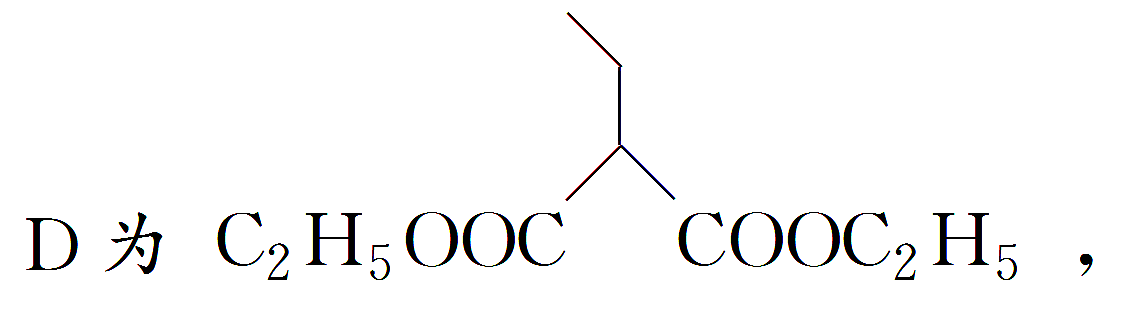 D 为 C₂H₅OOC COOC₂H₅ ，